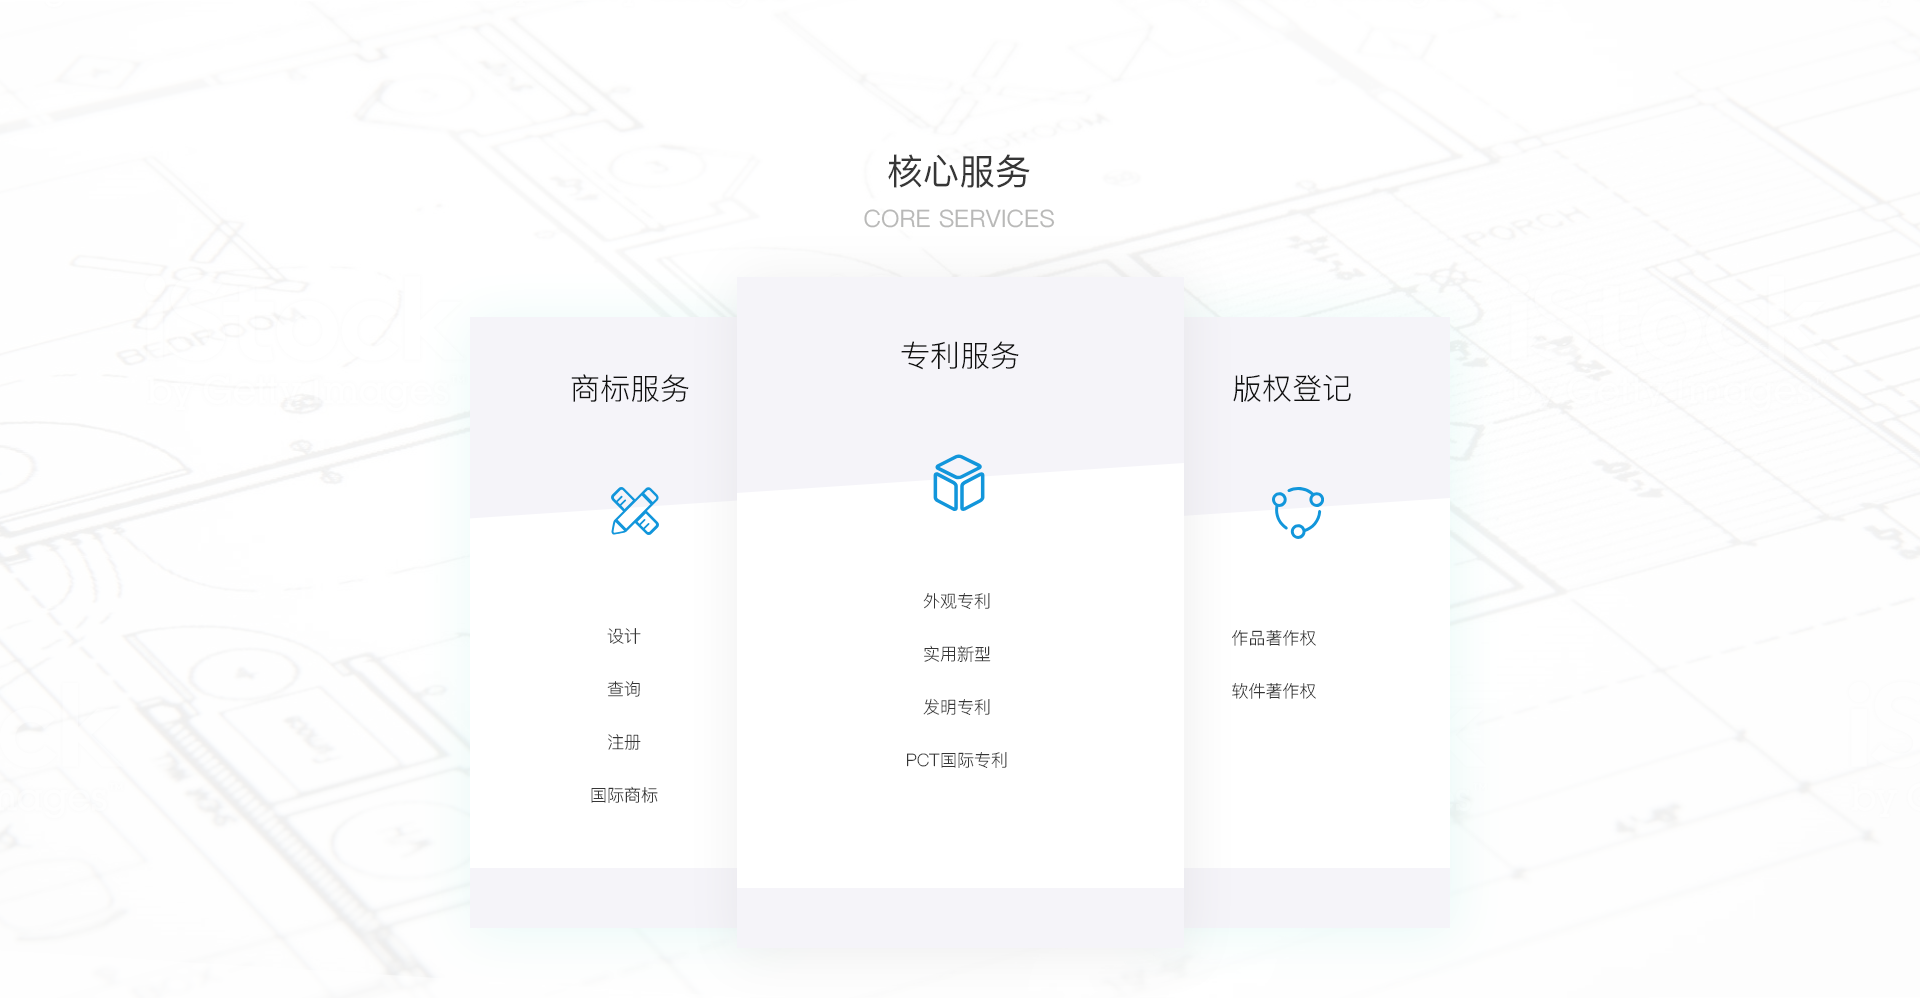 核心服务
CORE SERVICES
商标服务
设计
查询
注册
国际商标
专利服务
外观专利
实用新型
发明专利
PCT国际专利
版权登记
作品著作权
软件著作权
BEDROOM
BEDROOM
PORCH